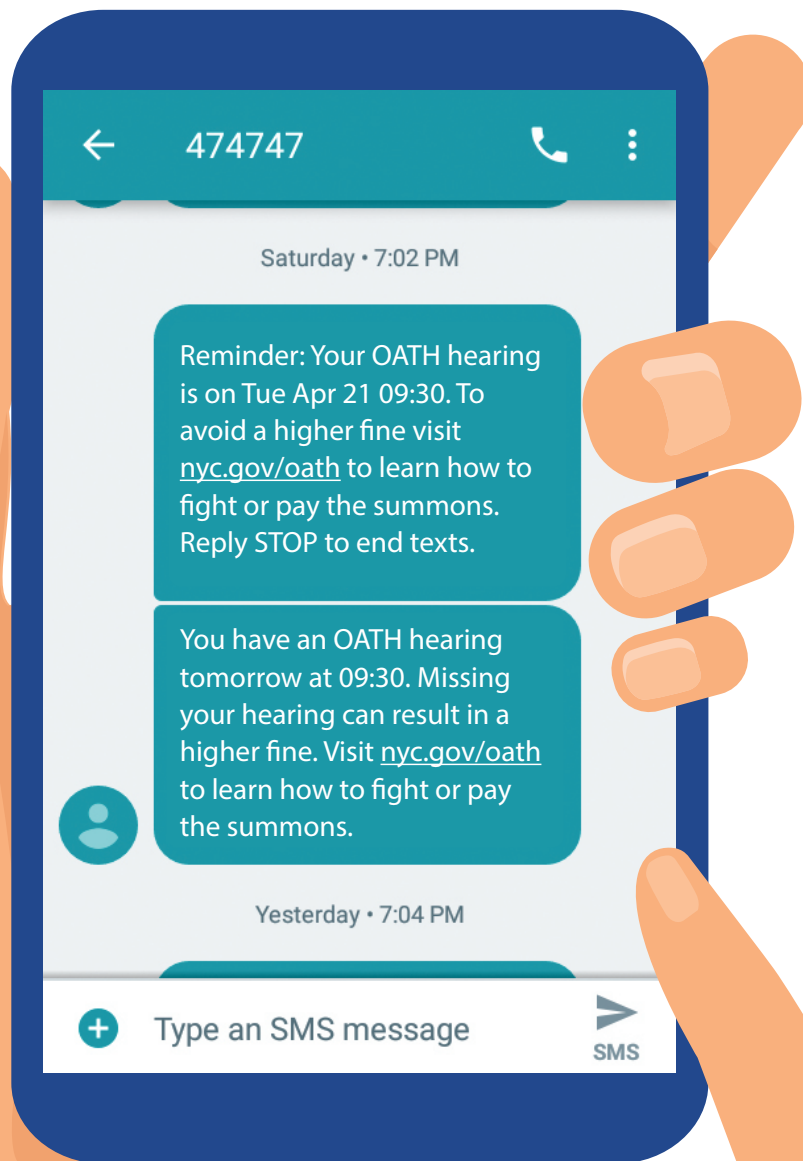 474747
Saturday • 7:02 PM
Reminder: Your OATH hearing
is on Tue Apr 21 09:30. To
avoid a higher fine visit
nyc.gov/oath to learn how to
fight or pay the summons.
Reply STOP to end texts.
You have an OATH hearing
tomorrow at 09:30. Missing
your hearing can result in a
higher fine. Visit nyc.gov/oath
to learn how to fight or pay
the summons.
Yesterday • 7:04 PM
Type an SMS message
SMS